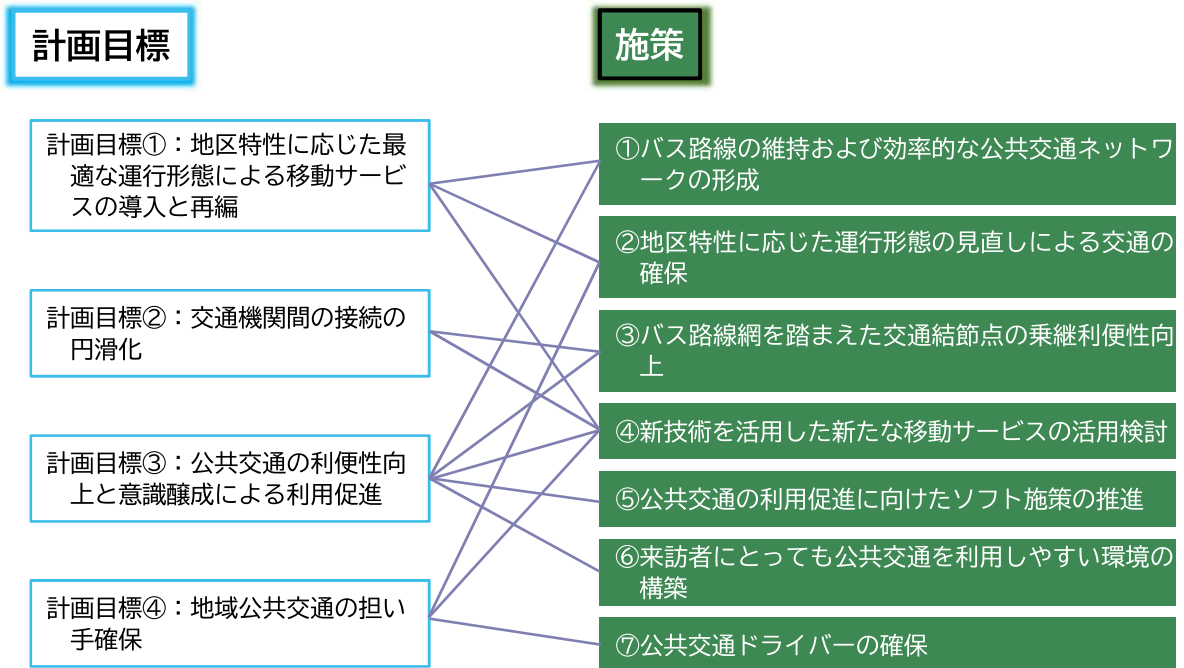 計画目標
施策
計画目標①：地区特性に応じた最
適な運行形態による移動サービ
スの導入と再編
計画目標②：交通機関間の接続の
円滑化
計画目標③：公共交通の利便性向
上と意識醸成による利用促進
計画目標④：地域公共交通の担い
手確保
①バス路線の維持および効率的な公共交通ネットワ
ークの形成
②地区特性に応じた運行形態の見直しによる交通の
確保
③バス路線網を踏まえた交通結節点の乗継利便性向
上
④新技術を活用した新たな移動サービスの活用検討
⑤公共交通の利用促進に向けたソフト施策の推進
⑥来訪者にとっても公共交通を利用しやすい環境の
構築
⑦公共交通ドライバーの確保